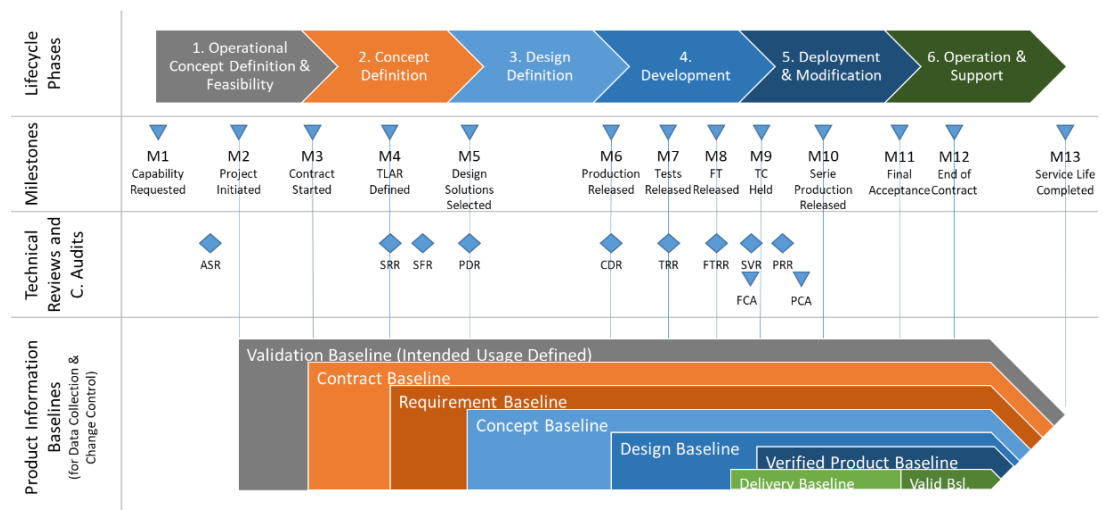 Lifecycle
Phases
1. Operational
Concept Definition &
Feasibility
2. Concept
Definition
3. Design
Definition
4.
Development
5. Deployment
& Modification
6. Operation &
Support
Milestones
M1
Capability
Requested
M2
Project
Initiated
M3
Contract
Started
M4
TLAR
Defined
M5
Design
Solutions
Selected
M6
Production
Released
M7
Tests
Released
M8
FT
Released
M9
TC
Held
M10
Serie
Production
Released
M11
Final
Acceptance
M12
End of
Contract
M13
Service Life
Completed
Technical
Reviews and
C. Audits
ASR
SRR
SFR
PDR
CDR
TRR
FTRR
SVR
PRR
FCA
PCA
Product Information
Baselines
(for Data Collection &
Change Control)
Validation Baseline (Intended Usage Defined)
Contract Baseline
Requirement Baseline
Concept Baseline
Design Baseline
Verified Product Baseline
Delivery Baseline
Valid Bsl.